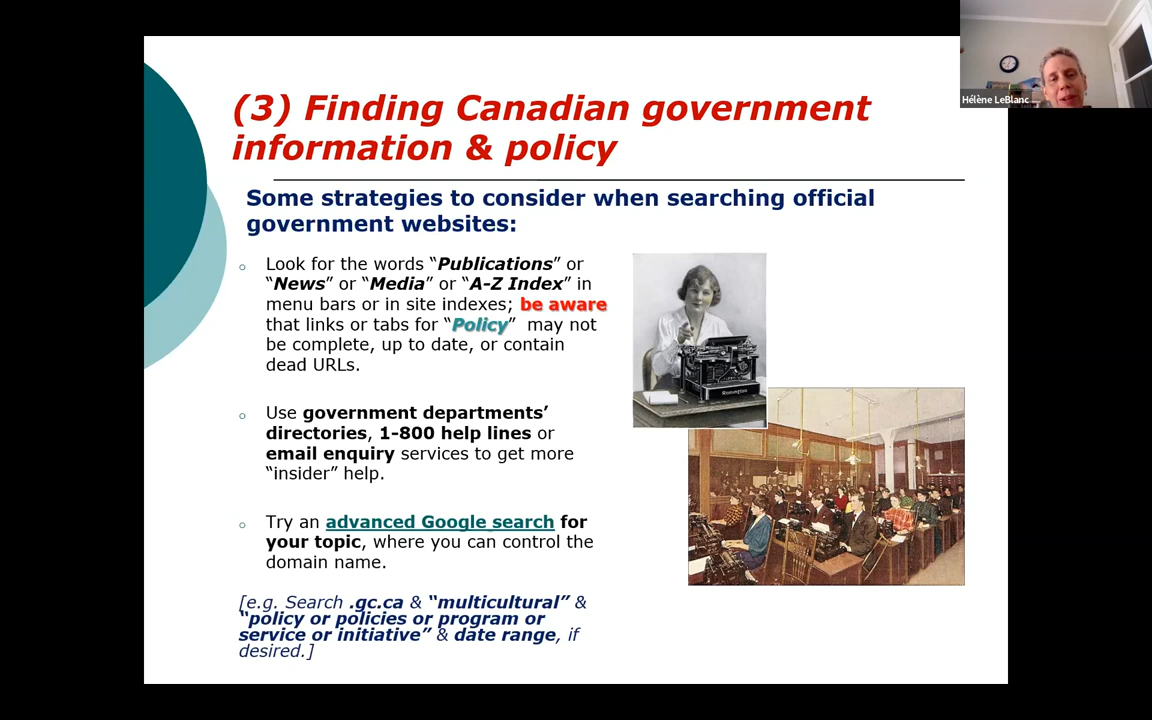 (3) Finding Canadian government
information & policy
Hélène LeBlanc
Some strategies to consider when searching official
government websites:
Look for the words “Publications” or
“News” or “Media” or “A-Z Index” in
menu bars or in site indexes; be aware
that links or tabs for “Policy” may not
be complete, up to date, or contain
dead URLs.
Use government departments’
directories, 1-800 help lines or
email enquiry services to get more
“insider” help.
Try an advanced Google search for
your topic, where you can control the
domain name.
[e.g. Search .gc.ca & “multicultural” &
“policy or policies or program or
service or initiative” & date range, if
desired.]
Remington